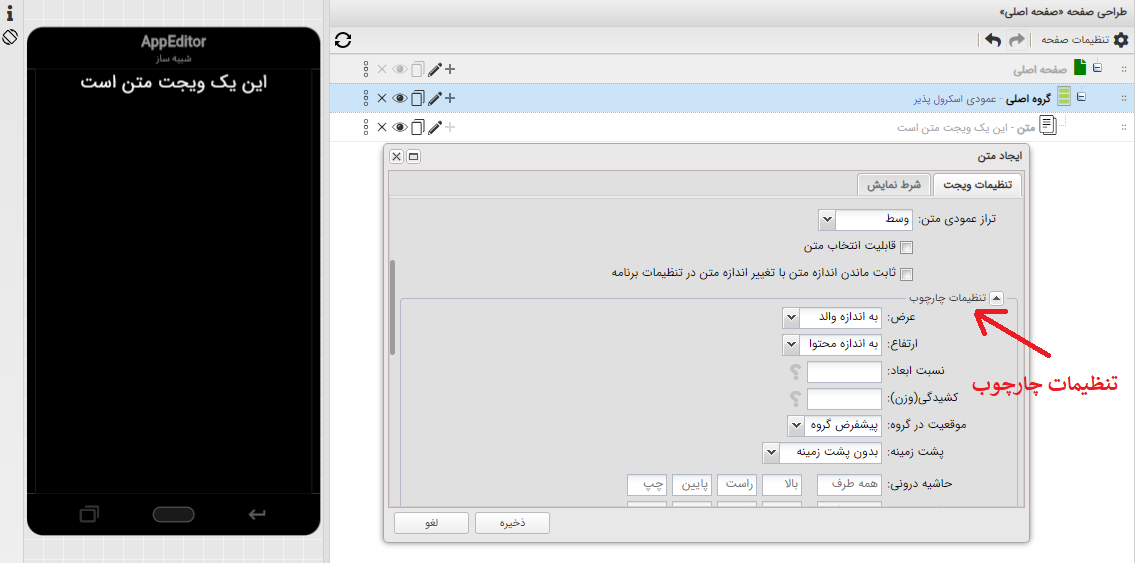 طراحی صفحه «صفحه اصلی»
تنظیمات صفحه
AppEditor
شبیه ساز
این یک ویجت متن است
صفحه اصلی
گروه اصلی - عمودی اسکرول پذیر
متن - این یک ویجت متن است
ایجاد متن
تنظیمات ویجت
شرط نمایش
تراز عمودی متن: وسط
قابلیت انتخاب متن
ثابت ماندن اندازه متن با تغییر اندازه متن در تنظیمات برنامه
تنظیمات چارچوب
عرض: به اندازه والد
ارتفاع: به اندازه محتوا
نسبت ابعاد: ?
تنظیمات چارچوب
کشیدگی(وزن): ?
موقعیت در گروه: پیشفرض گروه
پشت زمینه: بدون پشت زمینه
حاشیه درونی: همه طرف بالا راست پایین چپ
ذخیره
لغو